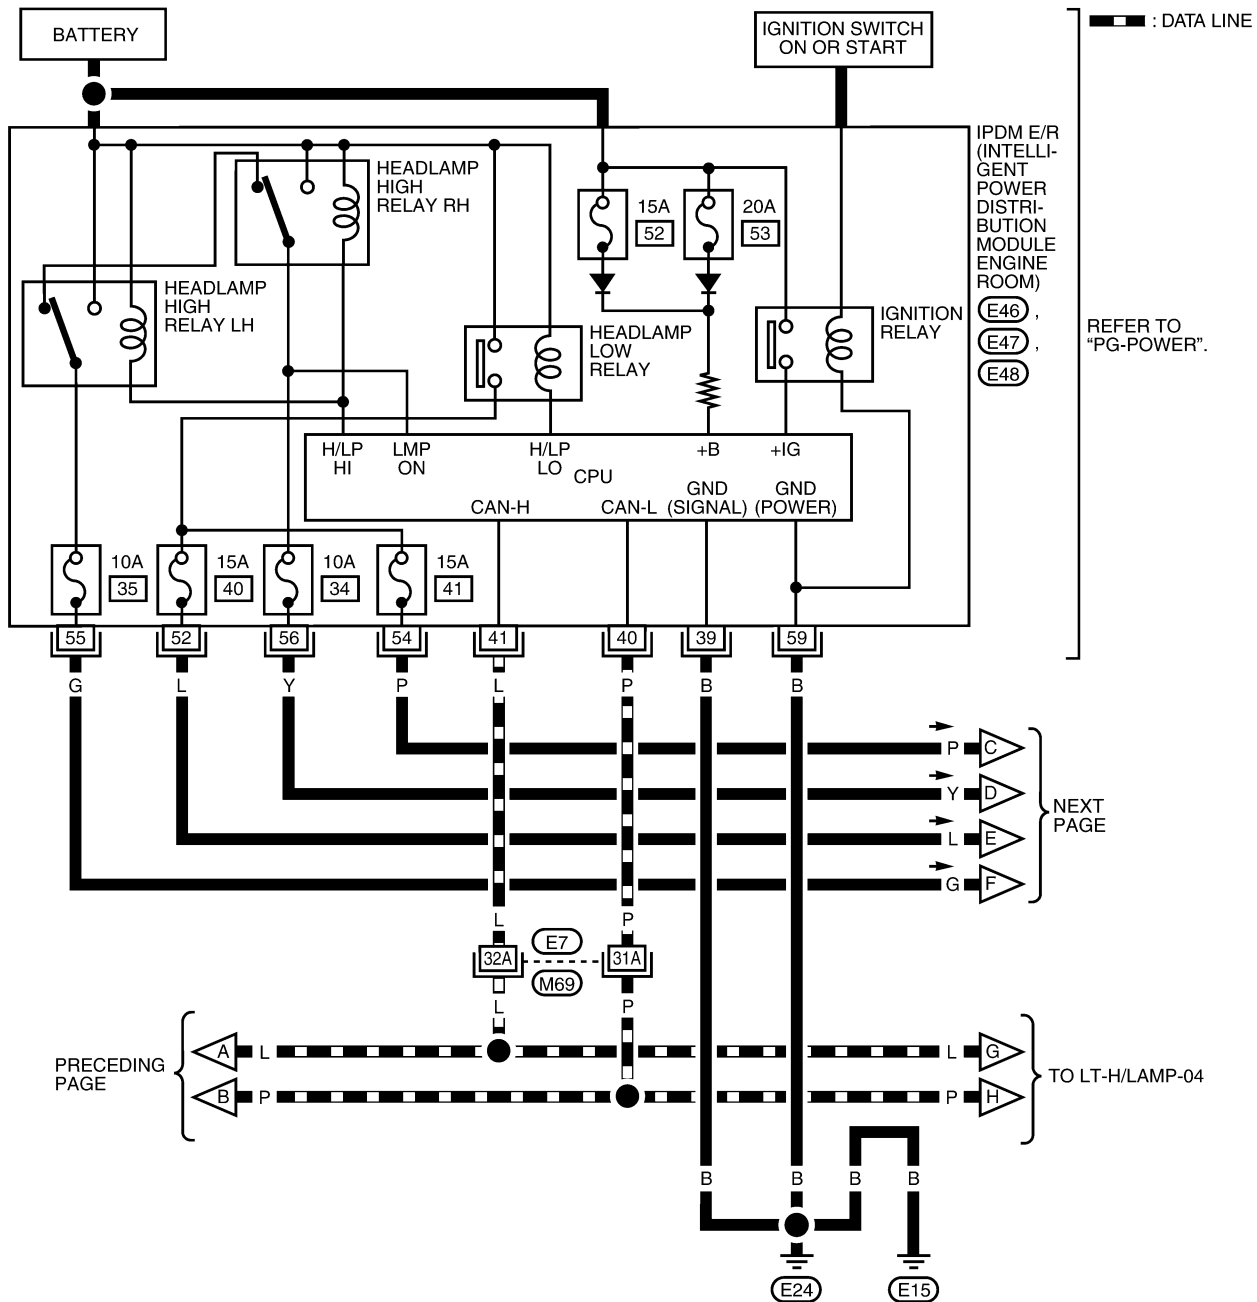 BATTERY
IGNITION SWITCH
ON OR START
: DATA LINE
IPDM E/R
(INTELLI-
GENT
POWER
DISTRI-
BUTION
MODULE
ENGINE
ROOM)
E46 ,
E47 ,
E48
REFER TO
“PG-POWER”.
HEADLAMP
HIGH
RELAY RH
15A
52
20A
53
HEADLAMP
HIGH
RELAY LH
HEADLAMP
LOW
RELAY
IGNITION
RELAY
H/LP
HI
LMP
ON
H/LP
LO
+B
+IG
CPU
CAN-H
CAN-L
GND
(SIGNAL)
GND
(POWER)
10A
35
15A
40
10A
34
15A
41
55
52
56
54
41
40
39
59
G
L
Y
P
L
P
B
B
P
C
Y
D
L
E
G
F
NEXT
PAGE
L
P
32A
E7
M69
31A
L
P
PRECEDING
PAGE
A
L
L
G
B
P
P
H
TO LT-H/LAMP-04
B
B
B
B
E24
E15